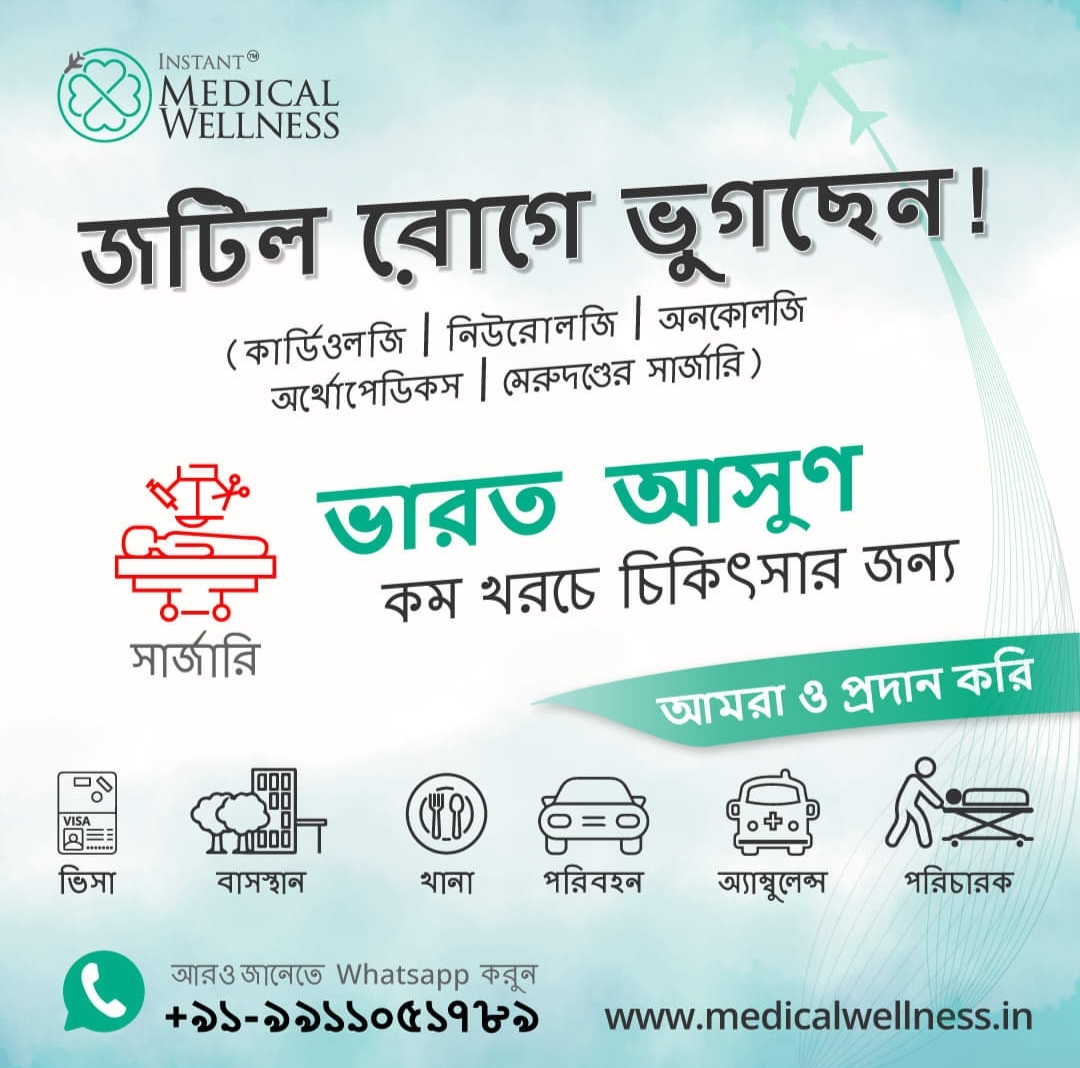 INSTANT™
MEDICAL
WELLNESS
জটিল রোগে ভুগছেন!
(কার্ডিওলজি | নিউরোলজি | অনকোলজি
অর্থোপেডিকস | মেরুদণ্ডের সার্জারি)
ভারত আসুণ
কম খরচে চিকিৎসার জন্য
সার্জারি
আমরা ও প্রদান করি
VISA
ভিসা
বাসস্থান
খানা
পরিবহন
অ্যাম্বুলেন্স
পরিচারক
আরও জানেতে Whatsapp করুন
+৯১-৯৯১১০৫১৭৮৯
www.medicalwellness.in